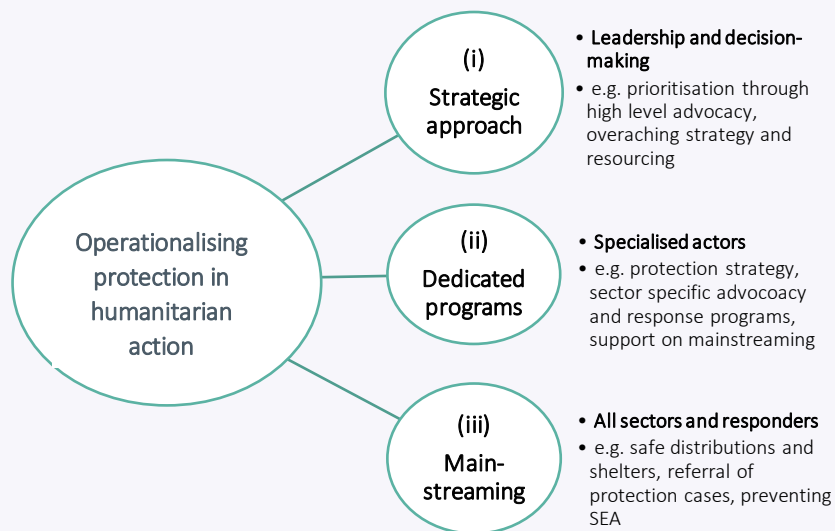 Operationalising
protection in
humanitarian
action
(i)
Strategic
approach
• Leadership and decision-
making
• e.g. prioritisation through
high level advocacy,
overaching strategy and
resourcing
(ii)
Dedicated
programs
• Specialised actors
• e.g. protection strategy,
sector specific advocoacy
and response programs,
support on mainstreaming
(iii)
Main-
streaming
• All sectors and responders
• e.g. safe distributions and
shelters, referral of
protection cases, preventing
SEA